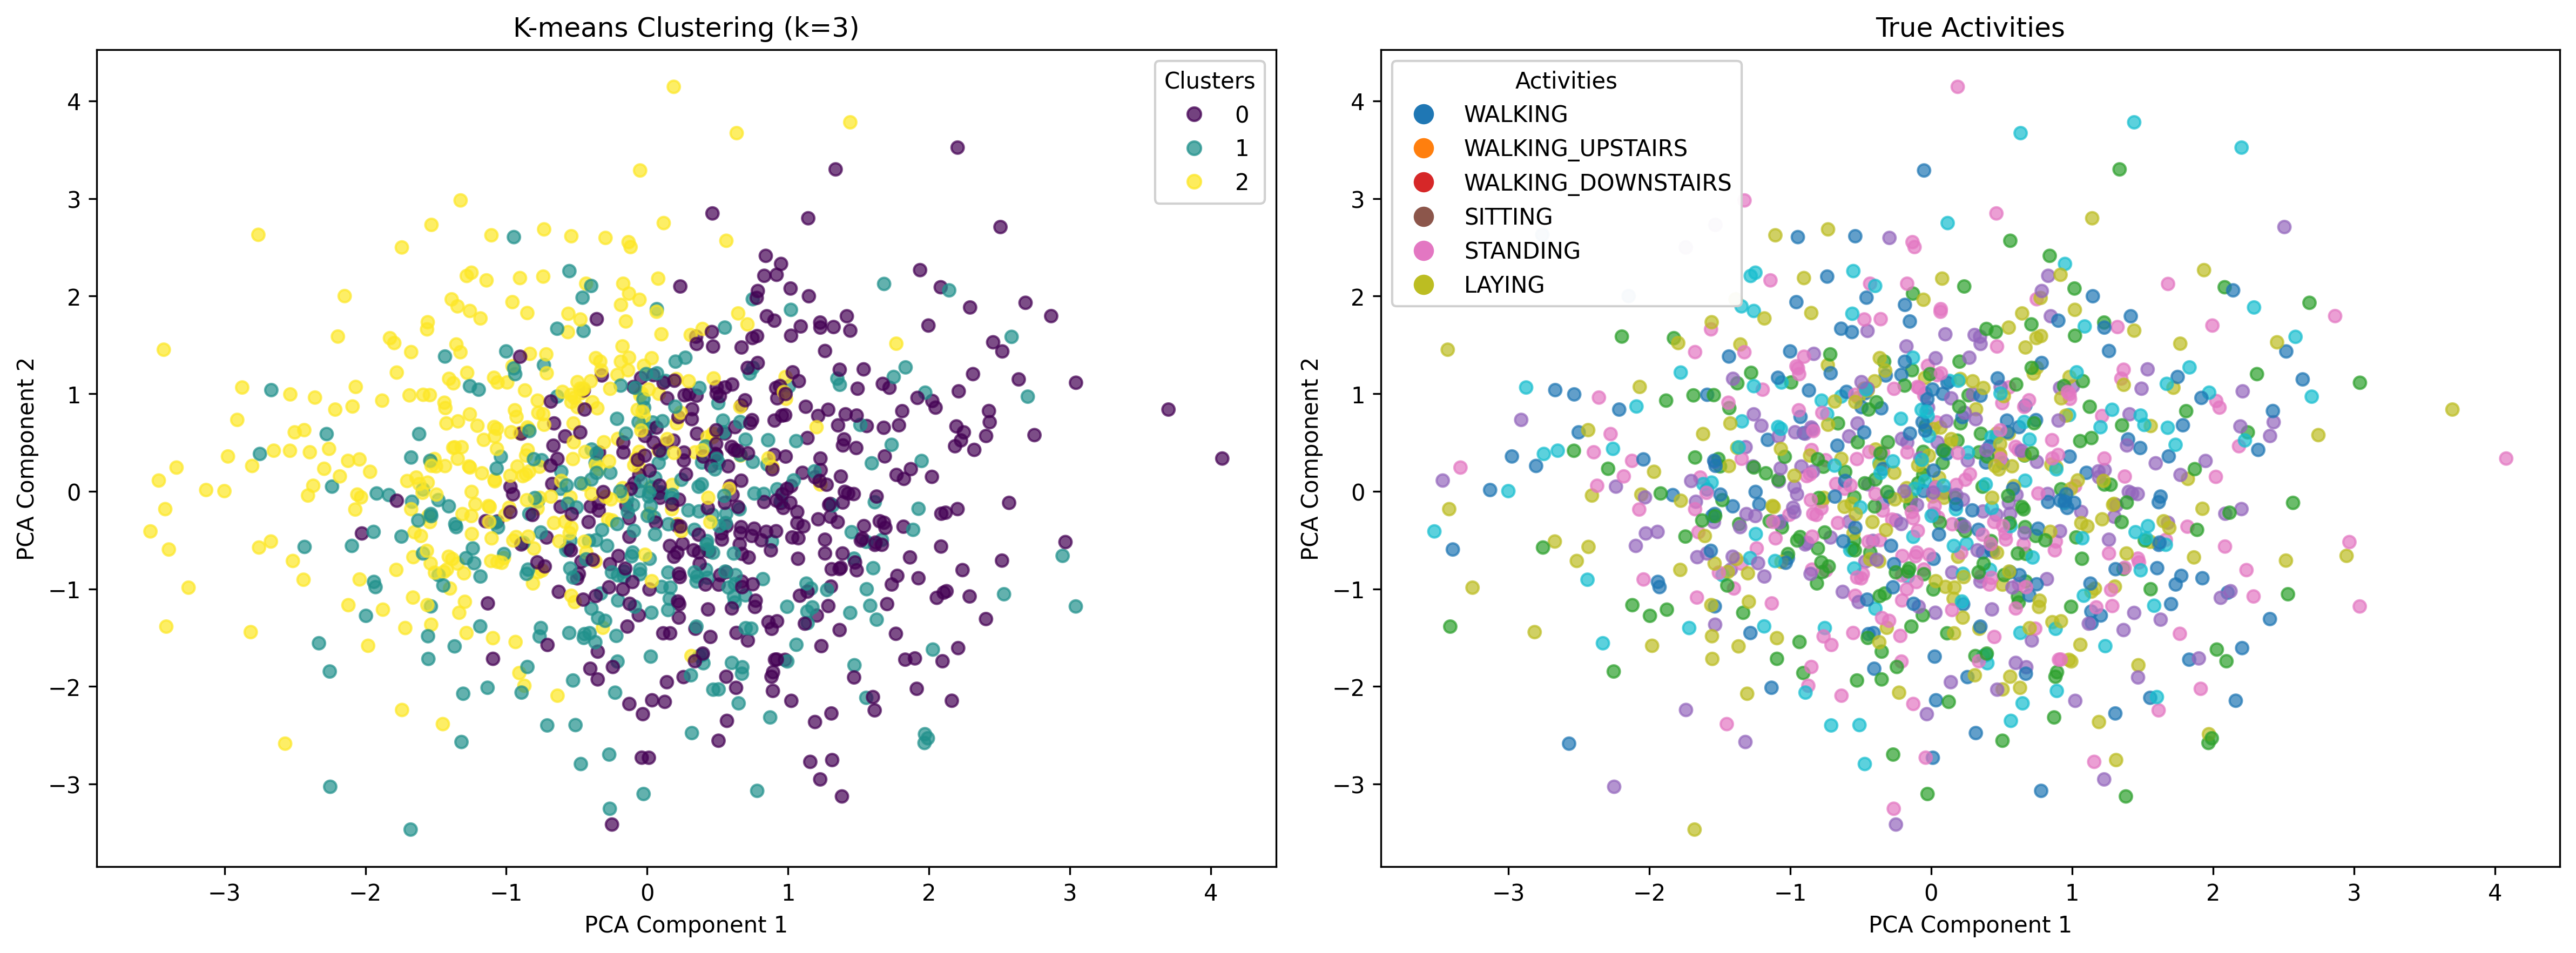 K-means Clustering (k=3)
Clusters
0
1
2
4
3
2
1
0
−1
−2
−3
PCA Component 2
−3 −2 −1 0 1 2 3 4
PCA Component 1
True Activities
Activities
WALKING
WALKING_UPSTAIRS
WALKING_DOWNSTAIRS
SITTING
STANDING
LAYING
4
3
2
1
0
−1
−2
−3
PCA Component 2
−3 −2 −1 0 1 2 3 4
PCA Component 1